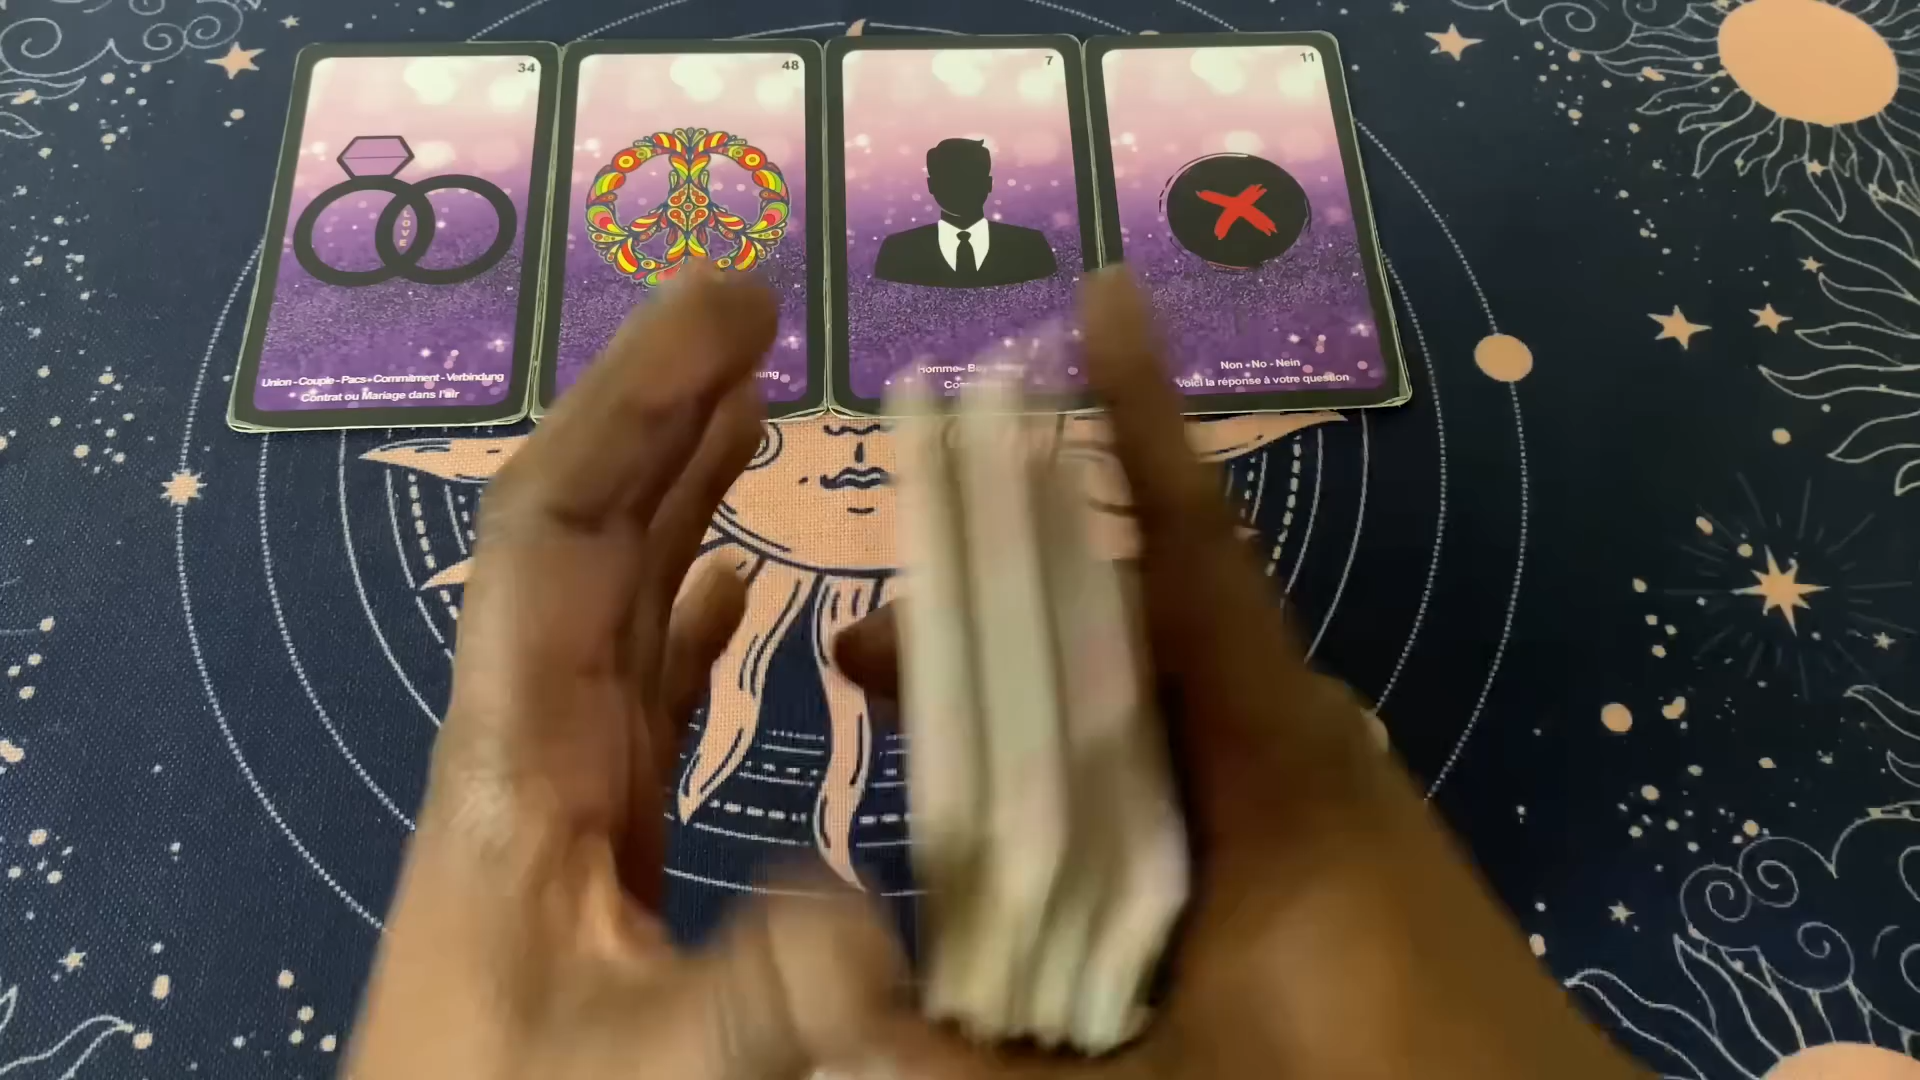 34
48
7
11
LOVE
Union - Couple - Pacs - Commitment - Verbindung
Contrat ou Mariage dans l'air
Homme
Non - No - Nein
Voici la réponse à votre question